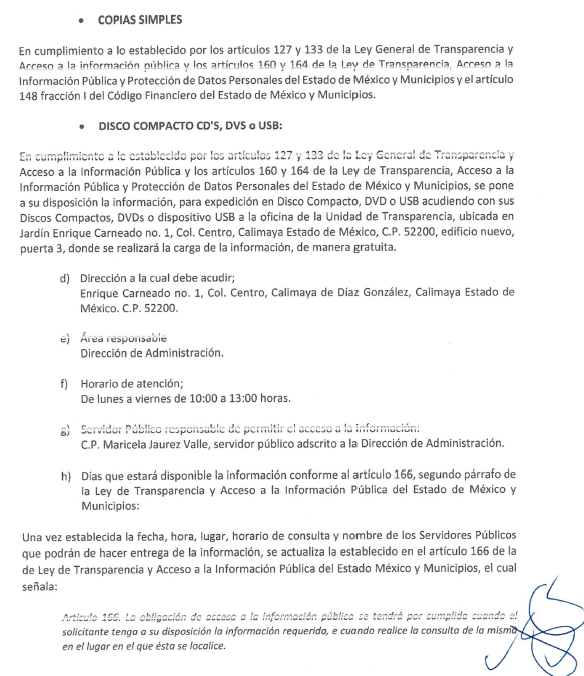 • COPIAS SIMPLES
En cumplimiento a lo establecido por los artículos 127 y 133 de la Ley General de Transparencia y
Acceso a la información pública y los artículos 160 y 164 de la Ley de Transparencia, Acceso a la
Información Pública y Protección de Datos Personales del Estado de México y Municipios y el artículo
148 fracción I del Código Financiero del Estado de México y Municipios.
• DISCO COMPACTO CD'S, DVS o USB:
En cumplimiento a lo establecido por los artículos 127 y 133 de la Ley General de Transparencia y
Acceso a la Información Pública y los artículos 160 y 164 de la Ley de Transparencia, Acceso a la
Información Pública y Protección de Datos Personales del Estado de México y Municipios, se pone
a su disposición la información, para expedición en Disco Compacto, DVD o USB acudiendo con sus
Discos Compactos, DVDs o dispositivo USB a la oficina de la Unidad de Transparencia, ubicada en
Jardín Enrique Carneado no. 1, Col. Centro, Calimaya Estado de México, C.P. 52200, edificio nuevo,
puerta 3, donde se realizará la carga de la información, de manera gratuita.
d) Dirección a la cual debe acudir;
Enrique Carneado no. 1, Col. Centro, Calimaya de Díaz González, Calimaya Estado de
México. C.P. 52200.
e) Área responsable
Dirección de Administración.
f) Horario de atención;
De lunes a viernes de 10:00 a 13:00 horas.
g) Servidor Público responsable de permitir el acceso a la información:
C.P. Maricela Jaurez Valle, servidor público adscrito a la Dirección de Administración.
h) Días que estará disponible la información conforme al artículo 166, segundo párrafo de
la Ley de Transparencia y Acceso a la Información Pública del Estado de México y
Municipios:
Una vez establecida la fecha, hora, lugar, horario de consulta y nombre de los Servidores Públicos
que podrán de hacer entrega de la información, se actualiza la establecido en el artículo 166 de la
de Ley de Transparencia y Acceso a la Información Pública del Estado México y Municipios, el cual
señala:
Artículo 166. La obligación de acceso a la información pública se tendrá por cumplida cuando el
solicitante tenga a su disposición la información requerida, e cuando realice la consulta de la misma
en el lugar en el que ésta se localice.